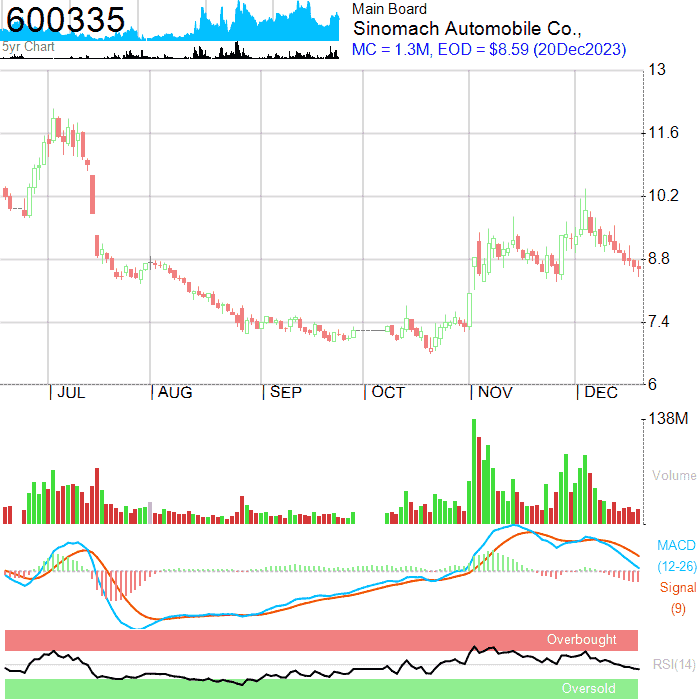 600335
5yr Chart
Main Board
Sinomach Automobile Co.,
MC = 1.3M, EOD = $8.59 (20Dec2023)
13
11.6
10.2
8.8
7.4
6
JUL AUG SEP OCT NOV DEC
138M
Volume
MACD
(12-26)
Signal
(9)
Overbought
RSI(14)
Oversold